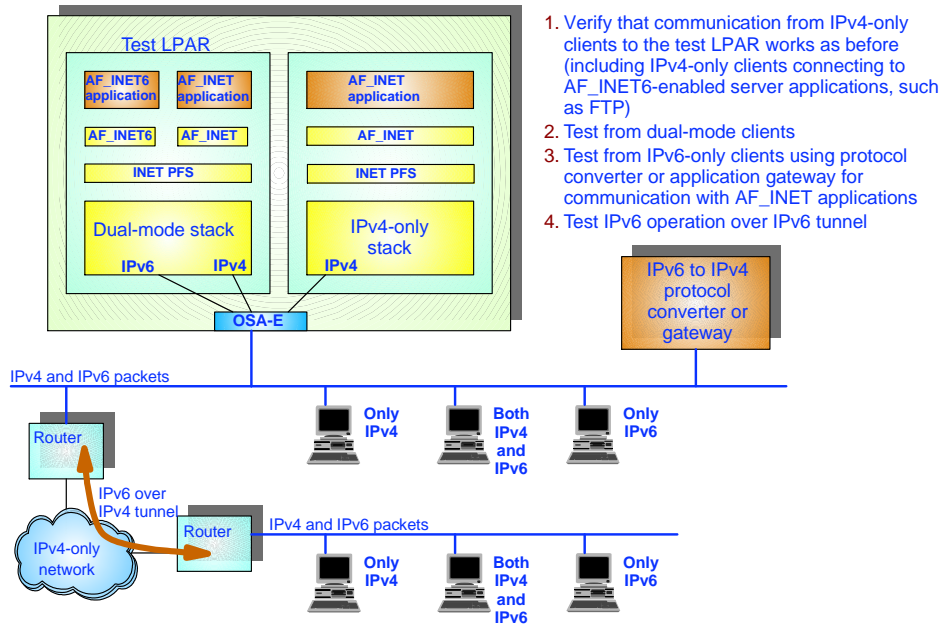 Test LPAR
AF_INET6
application
AF_INET
application
AF_INET
application
AF_INET6
AF_INET
AF_INET
INET PFS
INET PFS
Dual-mode stack
IPv6
IPv4
IPv4-only
stack
IPv4
OSA-E
1. Verify that communication from IPv4-only
clients to the test LPAR works as before
(including IPv4-only clients connecting to
AF_INET6-enabled server applications, such
as FTP)
2. Test from dual-mode clients
3. Test from IPv6-only clients using protocol
converter or application gateway for
communication with AF_INET applications
4. Test IPv6 operation over IPv6 tunnel
IPv6 to IPv4
protocol
converter or
gateway
IPv4 and IPv6 packets
Only
IPv4
Both
IPv4
and
IPv6
Only
IPv6
Router
IPv6 over
IPv4 tunnel
IPv4-only
network
Router
IPv4 and IPv6 packets
Only
IPv4
Both
IPv4
and
IPv6
Only
IPv6